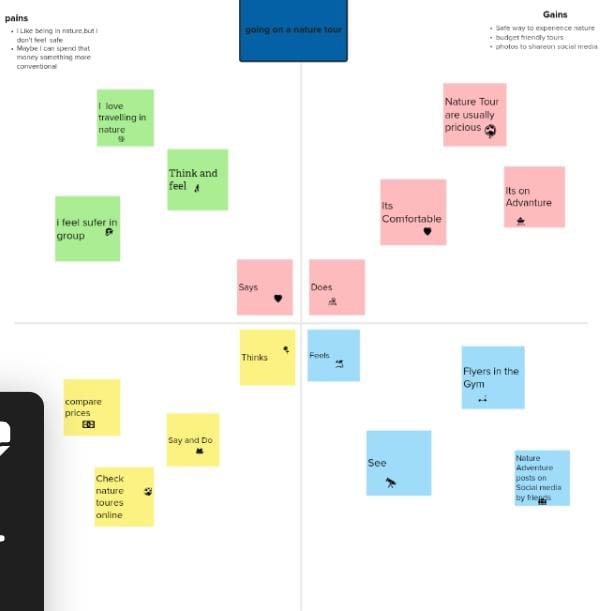 pains
• i Like being in nature,but i
don't feel safe
• Maybe I can spend that
money something more
conventional
going on a nature tour
Gains
• Safe way to experience nature
• budget friendly tours
• photos to shareon social media
I love
travelling in
nature
Think and
feel
i feel sufer in
group
Says
Nature Tour
are usually
pricious
Its
Comfortable
Its on
Advanture
Does
Thinks
compare
prices
Say and Do
Check
nature
toures
online
Feels
Flyers in the
Gym
See
Nature
Adventure
posts on
Social media
by friends